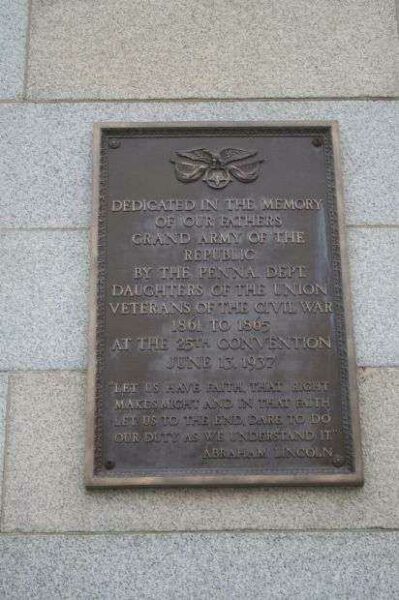 DEDICATED IN THE MEMORY
OF OUR FATHERS
GRAND ARMY OF THE
REPUBLIC
BY THE PENNA. DEPT.
DAUGHTERS OF THE UNION
VETERANS OF THE CIVIL WAR
1861 TO 1865
AT THE 25TH CONVENTION
JUNE 13, 1937
"LET US HAVE FAITH, THAT RIGHT
MAKES MIGHT AND IN THAT FAITH
LET US TO THE END, DARE TO DO
OUR DUTY AS WE UNDERSTAND IT"
ABRAHAM LINCOLN